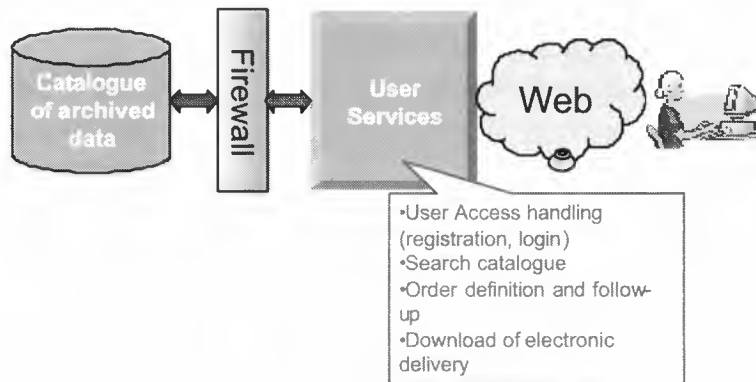 Catalogue
of archived
data
Firewall
User
Services
Web
•User Access handling
(registration, login)
•Search catalogue
•Order definition and follow-
up
•Download of electronic
delivery